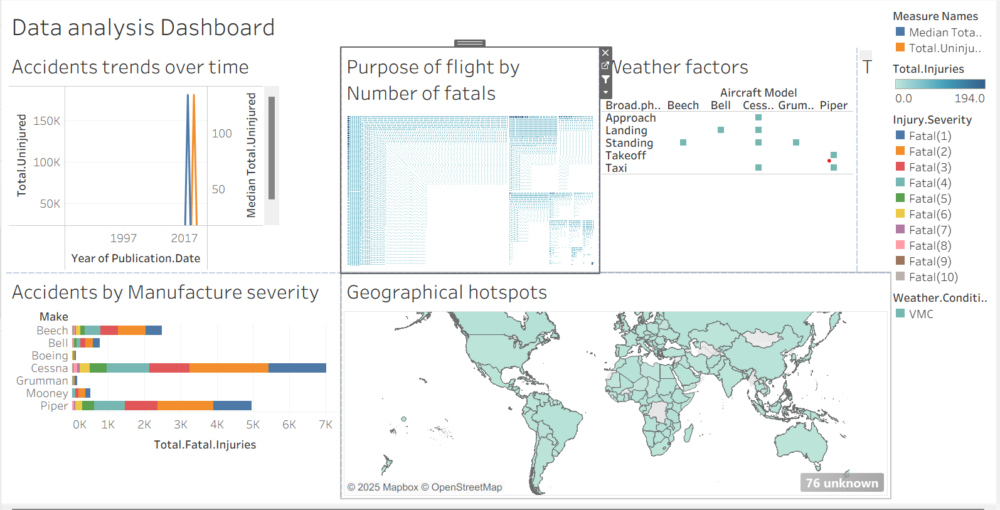 Data analysis Dashboard
Accidents trends over time
Total.Uninjured
150K
100K
50K
100
50
Median Total.Uninjured
1997 2017
Year of Publication.Date
Purpose of flight by
Number of fatals
Weather factors
Aircraft Model
Broad.ph.. Beech Bell Cess.. Grum.. Piper
Approach
Landing
Standing
Takeoff
Taxi
T
Accidents by Manufacture severity
Make
Beech
Bell
Boeing
Cessna
Grumman
Mooney
Piper
0K 1K 2K 3K 4K 5K 6K 7K
Total.Fatal.Injuries
Geographical hotspots
© 2025 Mapbox © OpenStreetMap
76 unknown
Measure Names
Median Tota..
Total.Uninju..
Total.Injuries
0.0 194.0
Injury.Severity
Fatal(1)
Fatal(2)
Fatal(3)
Fatal(4)
Fatal(5)
Fatal(6)
Fatal(7)
Fatal(8)
Fatal(9)
Fatal(10)
Weather.Conditi..
VMC